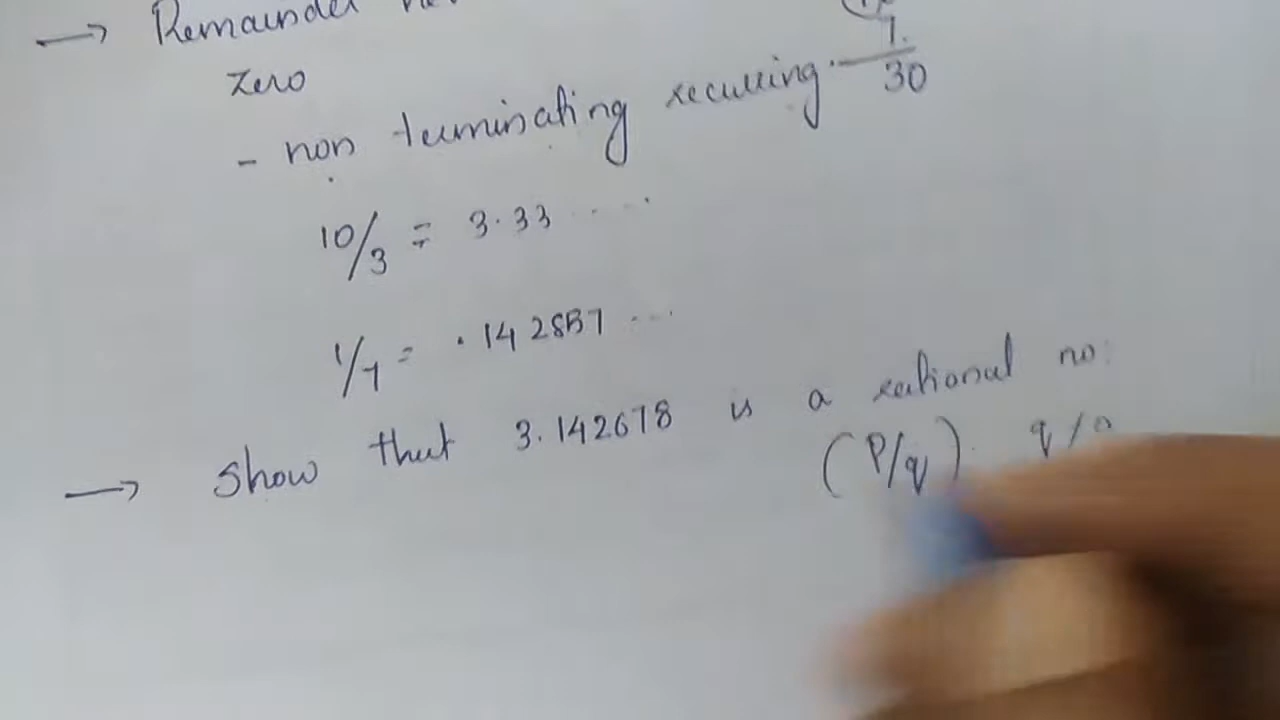 → Remainder
7.
zero
30
- non terminating recurring.
10/3 = 3.33 .....
1/7 = .142857 ...
→ Show that 3.142678 is a rational no:
(P/q).